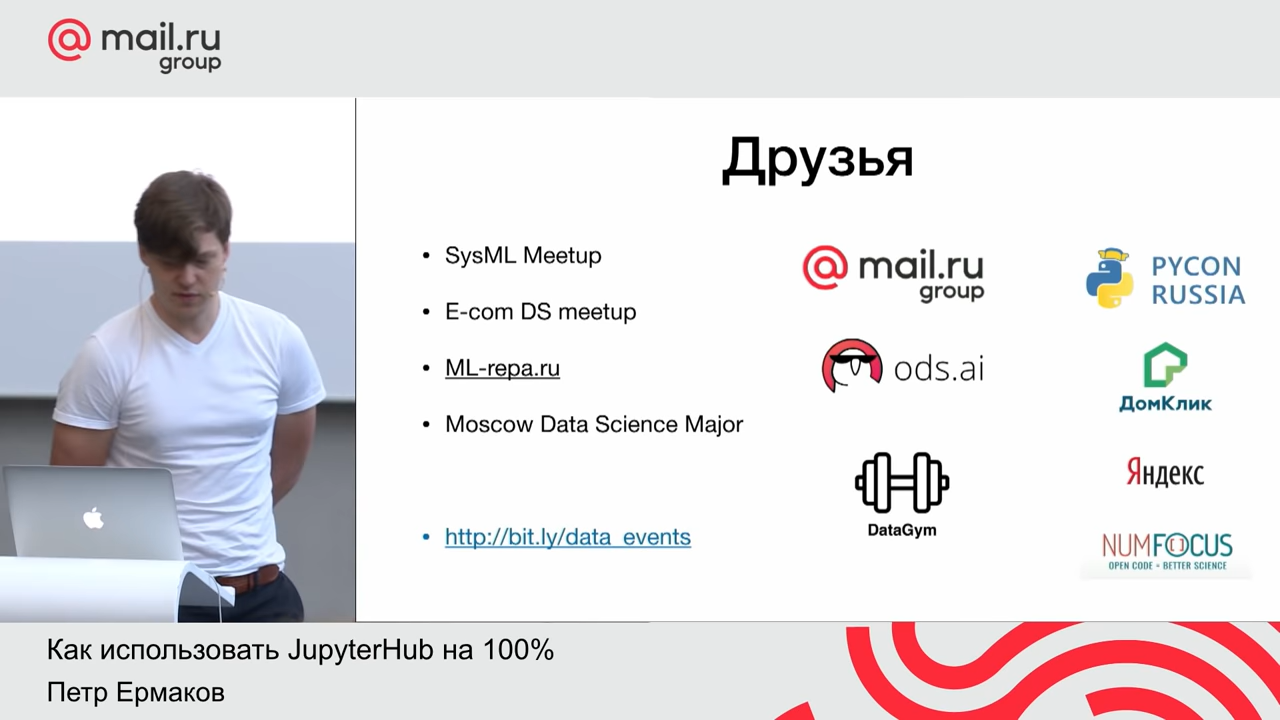 mail.ru
group
Друзья
SysML Meetup
E-com DS meetup
ML-repa.ru
Moscow Data Science Major
http://bit.ly/data_events
mail.ru
group
ods.ai
DataGym
PYCON
RUSSIA
ДомКлик
Яндекс
NUMFOCUS
OPEN CODE = BETTER SCIENCE
Как использовать JupyterHub на 100%
Петр Ермаков